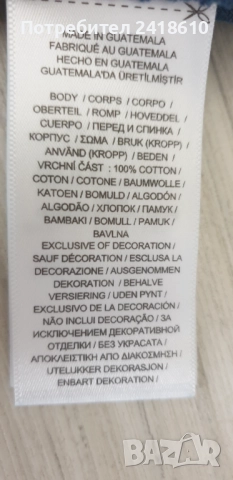 Потребител 2418610
MADE IN GUATEMALA
FABRIQUÉ AU GUATEMALA
HECHO EN GUATEMALA
GUATEMALA'DA ÜRETİLMİŞTİR
BODY / CORPS / CORPO /
OBERTEIL / ROMP / HOVEDDEL /
CUERPO / ПЕРЕД И СПИНКА /
КОРПУС / ΣΩΜΑ / BRUK (KROPP) /
ANVÄND (KROPP) / BEDEN /
VRCHNÍ ČÁST : 100% COTTON /
COTON / COTONE / BAUMWOLLE /
KATOEN / BOMULD / ALGODÓN /
ALGODÃO / ХЛОПОК / ПАМУК /
BAMBAKI / BOMULL / PAMUK /
BAVLNA
EXCLUSIVE OF DECORATION /
SAUF DÉCORATION / ESCLUSA LA
DECORAZIONE / AUSGENOMMEN
DEKORATION / BEHALVE
VERSIERING / UDEN PYNT /
EXCLUSIVO DE LA DECORACIÓN /
NÃO INCLUI DECORAÇÃO / ЗА
ИСКЛЮЧЕНИЕМ ДЕКОРАТИВНОЙ
ОТДЕЛКИ / БЕЗ УКРАСАТА /
ΑΠΟΚΛΕΙΣΤΙΚΗ ΑΠΟ ΔΙΑΚΟΣΜΗΣΗ /
UTELUKKER DEKORASJON /
ENBART DEKORATION /
BAZAR